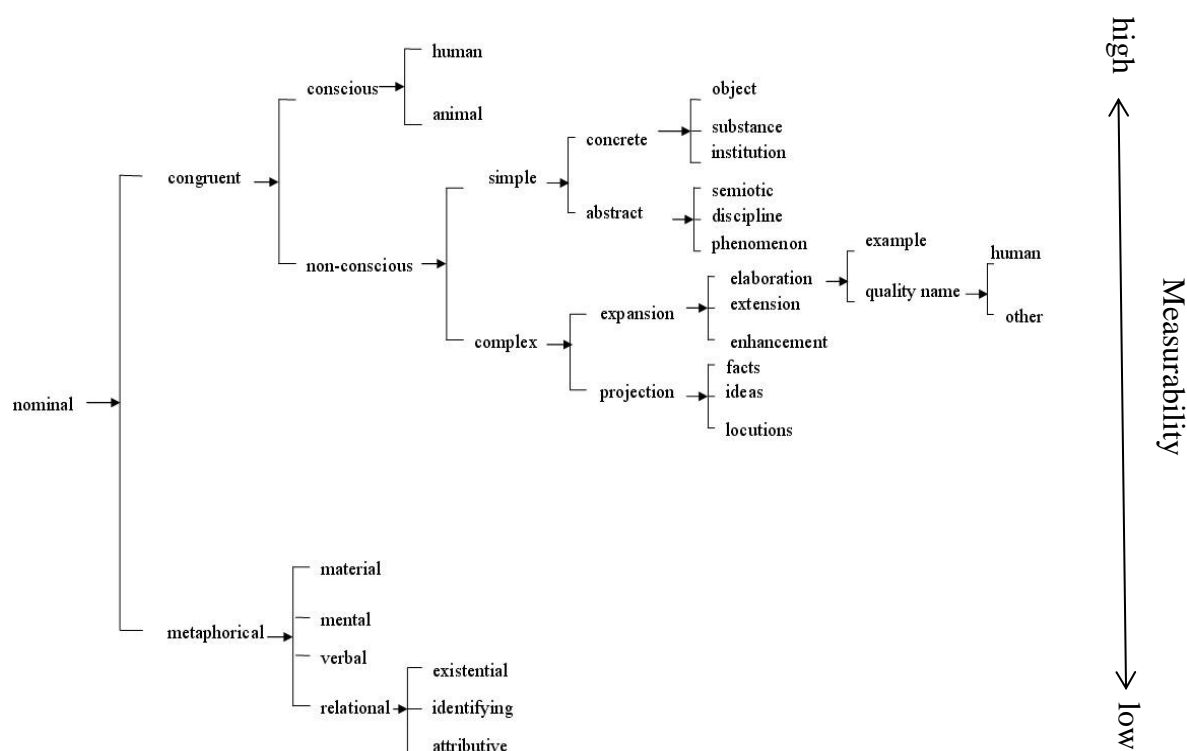 human
high
conscious
object
animal
substance
concrete
institution
simple
congruent
semiotic
abstract
discipline
phenomenon
example
human
non-conscious
elaboration
quality name
extension
expansion
other
complex
enhancement
facts
projection
ideas
nominal
locutions
Measurability
material
mental
metaphorical
verbal
existential
relational
identifying
low
attributive